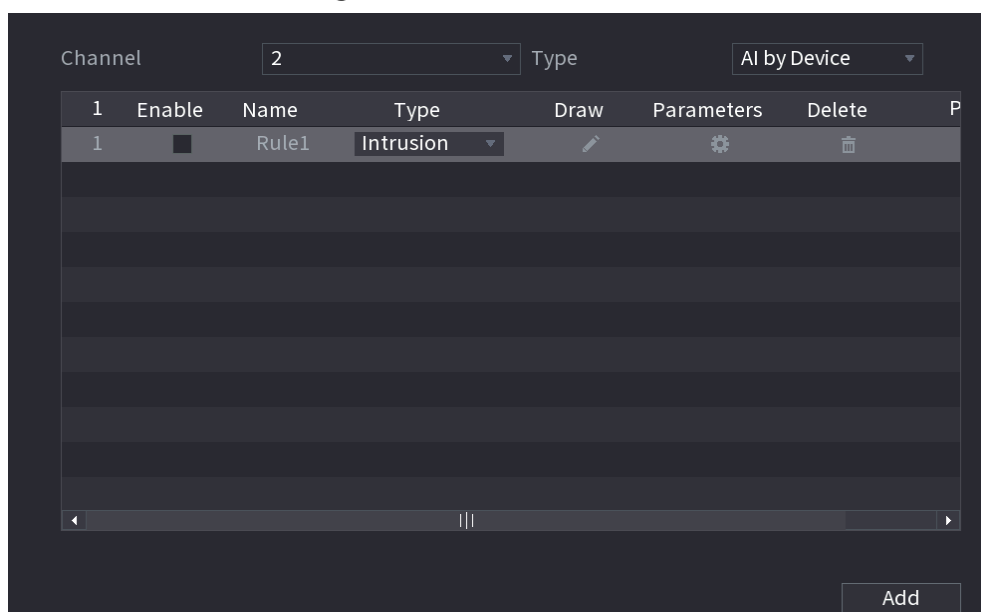 Channel 2 Type AI by Device
1 Enable Name Type Draw Parameters Delete P
1 Rule1 Intrusion
Add